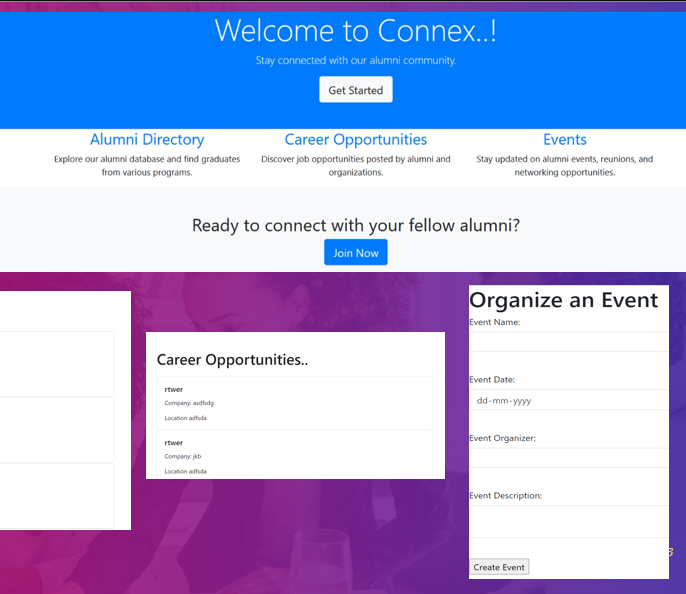 Welcome to Connex..!
Stay connected with our alumni community.
Get Started
Alumni Directory
Explore our alumni database and find graduates
from various programs.
Career Opportunities
Discover job opportunities posted by alumni and
organizations.
Events
Stay updated on alumni events, reunions, and
networking opportunities.
Ready to connect with your fellow alumni?
Join Now
Career Opportunities..
rtwer
Company: asdfsdg
Location adfsda
rtwer
Company: jkb
Location adfsda
Organize an Event
Event Name:
Event Date:
dd-mm-yyyy
Event Organizer:
Event Description:
Create Event